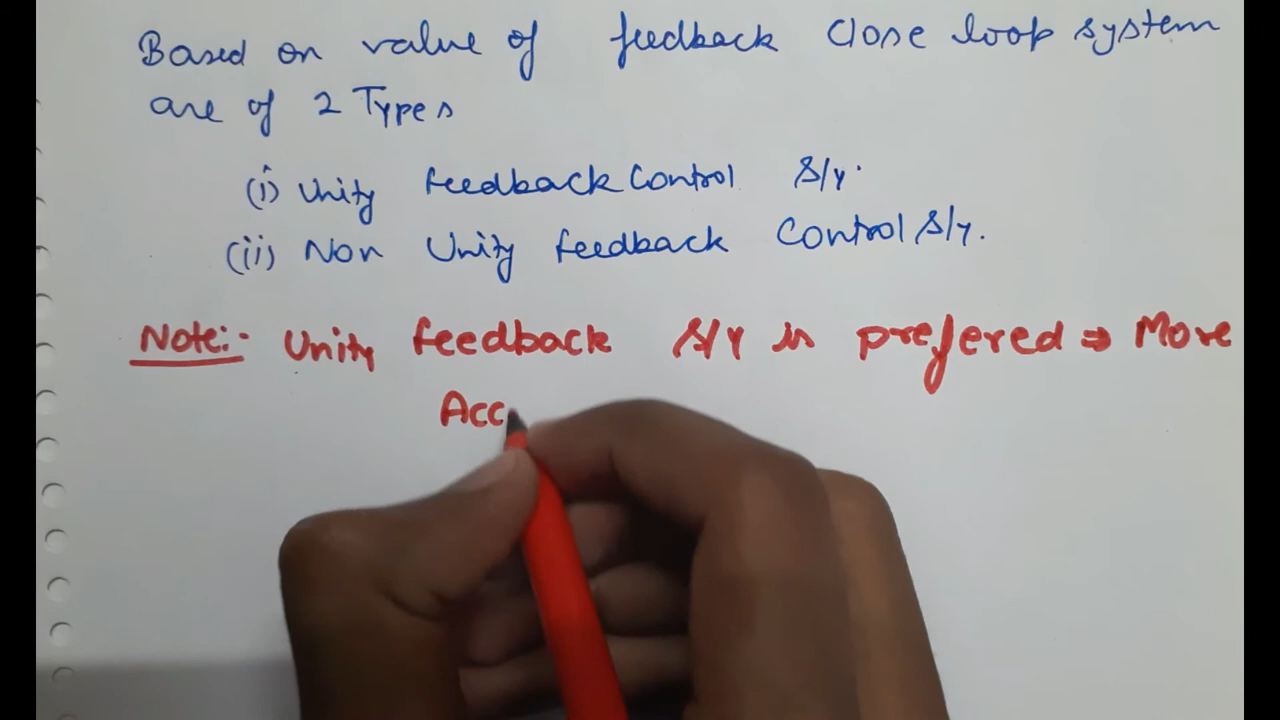 Based on value of feedback Close loop system
are of 2 Types
(i) Unity feedback Control S/y.
(ii) Non Unity feedback Control S/y.
Note:- Unity feedback S/y is prefered ⇒ More
Acc